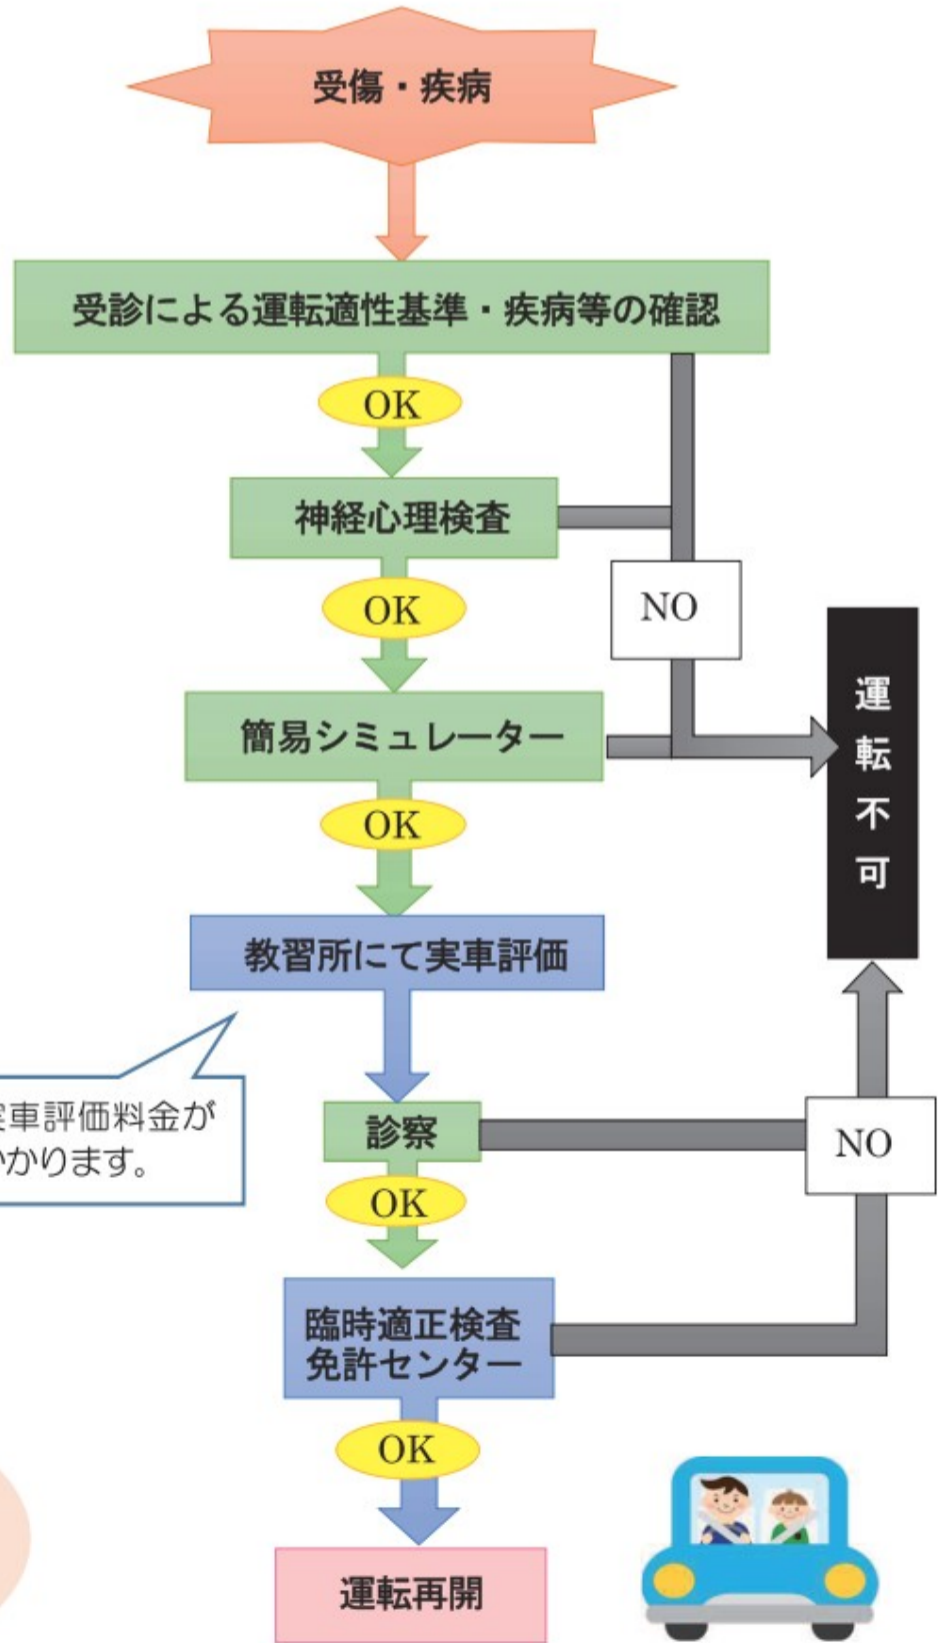 受傷・疾病
受診による運転適性基準・疾病等の確認
OK
神経心理検査
OK
NO
簡易シミュレーター
運転不可
OK
教習所にて実車評価
車評価料金が
かります。
診察
NO
OK
臨時適正検査
免許センター
OK
運転再開